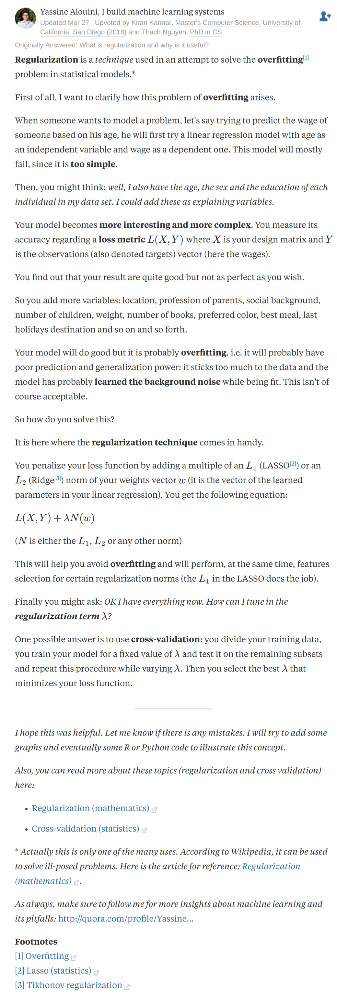 Yassine Alouini, I build machine learning systems
Updated Mar 27 · Upvoted by Kiran Kannar, Master's Computer Science, University of
California, San Diego (2018) and Thach Nguyen, PhD in CS
Originally Answered: What is regularization and why is it useful?
Regularization is a technique used in an attempt to solve the overfitting[1]
problem in statistical models.*
First of all, I want to clarify how this problem of overfitting arises.
When someone wants to model a problem, let's say trying to predict the wage of
someone based on his age, he will first try a linear regression model with age as
an independent variable and wage as a dependent one. This model will mostly
fail, since it is too simple.
Then, you might think: well, I also have the age, the sex and the education of each
individual in my data set. I could add these as explaining variables.
Your model becomes more interesting and more complex. You measure its
accuracy regarding a loss metric L(X, Y) where X is your design matrix and Y
is the observations (also denoted targets) vector (here the wages).
You find out that your result are quite good but not as perfect as you wish.
So you add more variables: location, profession of parents, social background,
number of children, weight, number of books, preferred color, best meal, last
holidays destination and so on and so forth.
Your model will do good but it is probably overfitting, i.e. it will probably have
poor prediction and generalization power: it sticks too much to the data and the
model has probably learned the background noise while being fit. This isn't of
course acceptable.
So how do you solve this?
It is here where the regularization technique comes in handy.
You penalize your loss function by adding a multiple of an L₁ (LASSO[2]) or an
L₂ (Ridge[3]) norm of your weights vector w (it is the vector of the learned
parameters in your linear regression). You get the following equation:
L(X, Y) + λN(w)
(N is either the L₁, L₂ or any other norm)
This will help you avoid overfitting and will perform, at the same time, features
selection for certain regularization norms (the L₁ in the LASSO does the job).
Finally you might ask: OK I have everything now. How can I tune in the
regularization term λ?
One possible answer is to use cross-validation: you divide your training data,
you train your model for a fixed value of λ and test it on the remaining subsets
and repeat this procedure while varying λ. Then you select the best λ that
minimizes your loss function.
I hope this was helpful. Let me know if there is any mistakes. I will try to add some
graphs and eventually some R or Python code to illustrate this concept.
Also, you can read more about these topics (regularization and cross validation)
here:
• Regularization (mathematics)
• Cross-validation (statistics)
* Actually this is only one of the many uses. According to Wikipedia, it can be used
to solve ill-posed problems. Here is the article for reference: Regularization
(mathematics).
As always, make sure to follow me for more insights about machine learning and
its pitfalls: http://quora.com/profile/Yassine...
Footnotes
[1] Overfitting
[2] Lasso (statistics)
[3] Tikhonov regularization